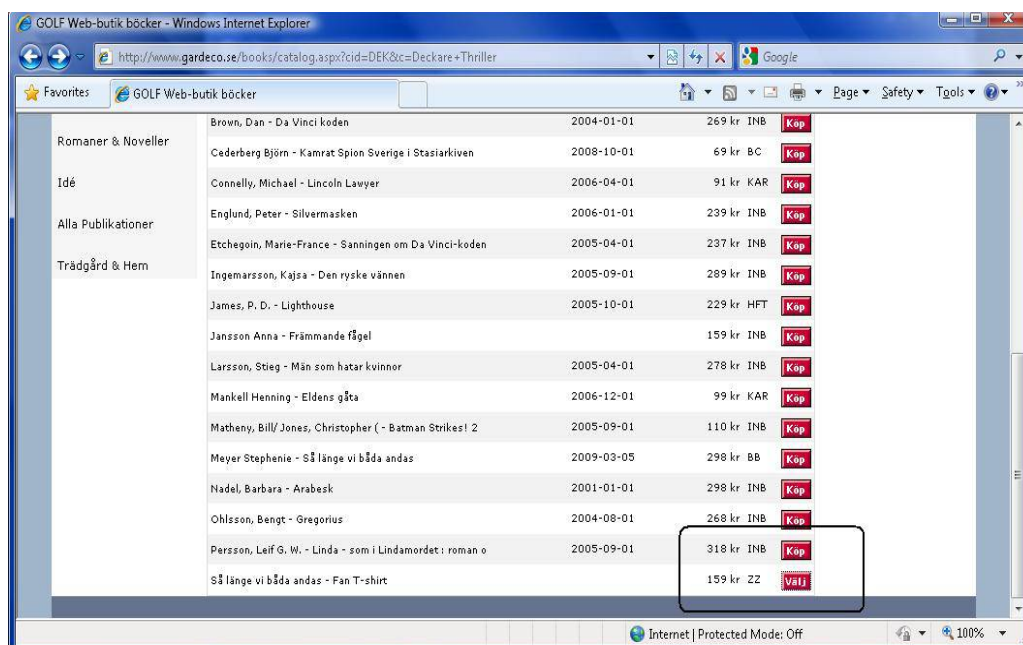 GOLF Web-butik böcker - Windows Internet Explorer
http://www.gardeco.se/books/catalog.aspx?cid=DEK&c=Deckare+Thriller Google
Favorites GOLF Web-butik böcker Page Safety Tools
Romaner & Noveller
Idé
Alla Publikationer
Trädgård & Hem
Brown, Dan - Da Vinci koden 2004-01-01 269 kr INB Köp
Cederberg Björn - Kamrat Spion Sverige i Stasiarkiven 2008-10-01 69 kr BC Köp
Connelly, Michael - Lincoln Lawyer 2006-04-01 91 kr KAR Köp
Englund, Peter - Silvermasken 2006-01-01 239 kr INB Köp
Etchegoin, Marie-France - Sanningen om Da Vinci-koden 2005-04-01 237 kr INB Köp
Ingemarsson, Kajsa - Den ryske vännen 2005-09-01 289 kr INB Köp
James, P. D. - Lighthouse 2005-10-01 229 kr HFT Köp
Jansson Anna - Främmande fågel 159 kr INB Köp
Larsson, Stieg - Män som hatar kvinnor 2005-04-01 278 kr INB Köp
Mankell Henning - Eldens gåta 2006-12-01 99 kr KAR Köp
Matheny, Bill/ Jones, Christopher ( - Batman Strikes! 2 2005-09-01 110 kr INB Köp
Meyer Stephenie - Så länge vi båda andas 2009-03-05 298 kr BB Köp
Nadel, Barbara - Arabesk 2001-01-01 298 kr INB Köp
Ohlsson, Bengt - Gregorius 2004-08-01 268 kr INB Köp
Persson, Leif G. W. - Linda - som i Lindamordet : roman o 2005-09-01 318 kr INB Köp
Så länge vi båda andas - Fan T-shirt 159 kr ZZ Välj
Internet | Protected Mode: Off 100%